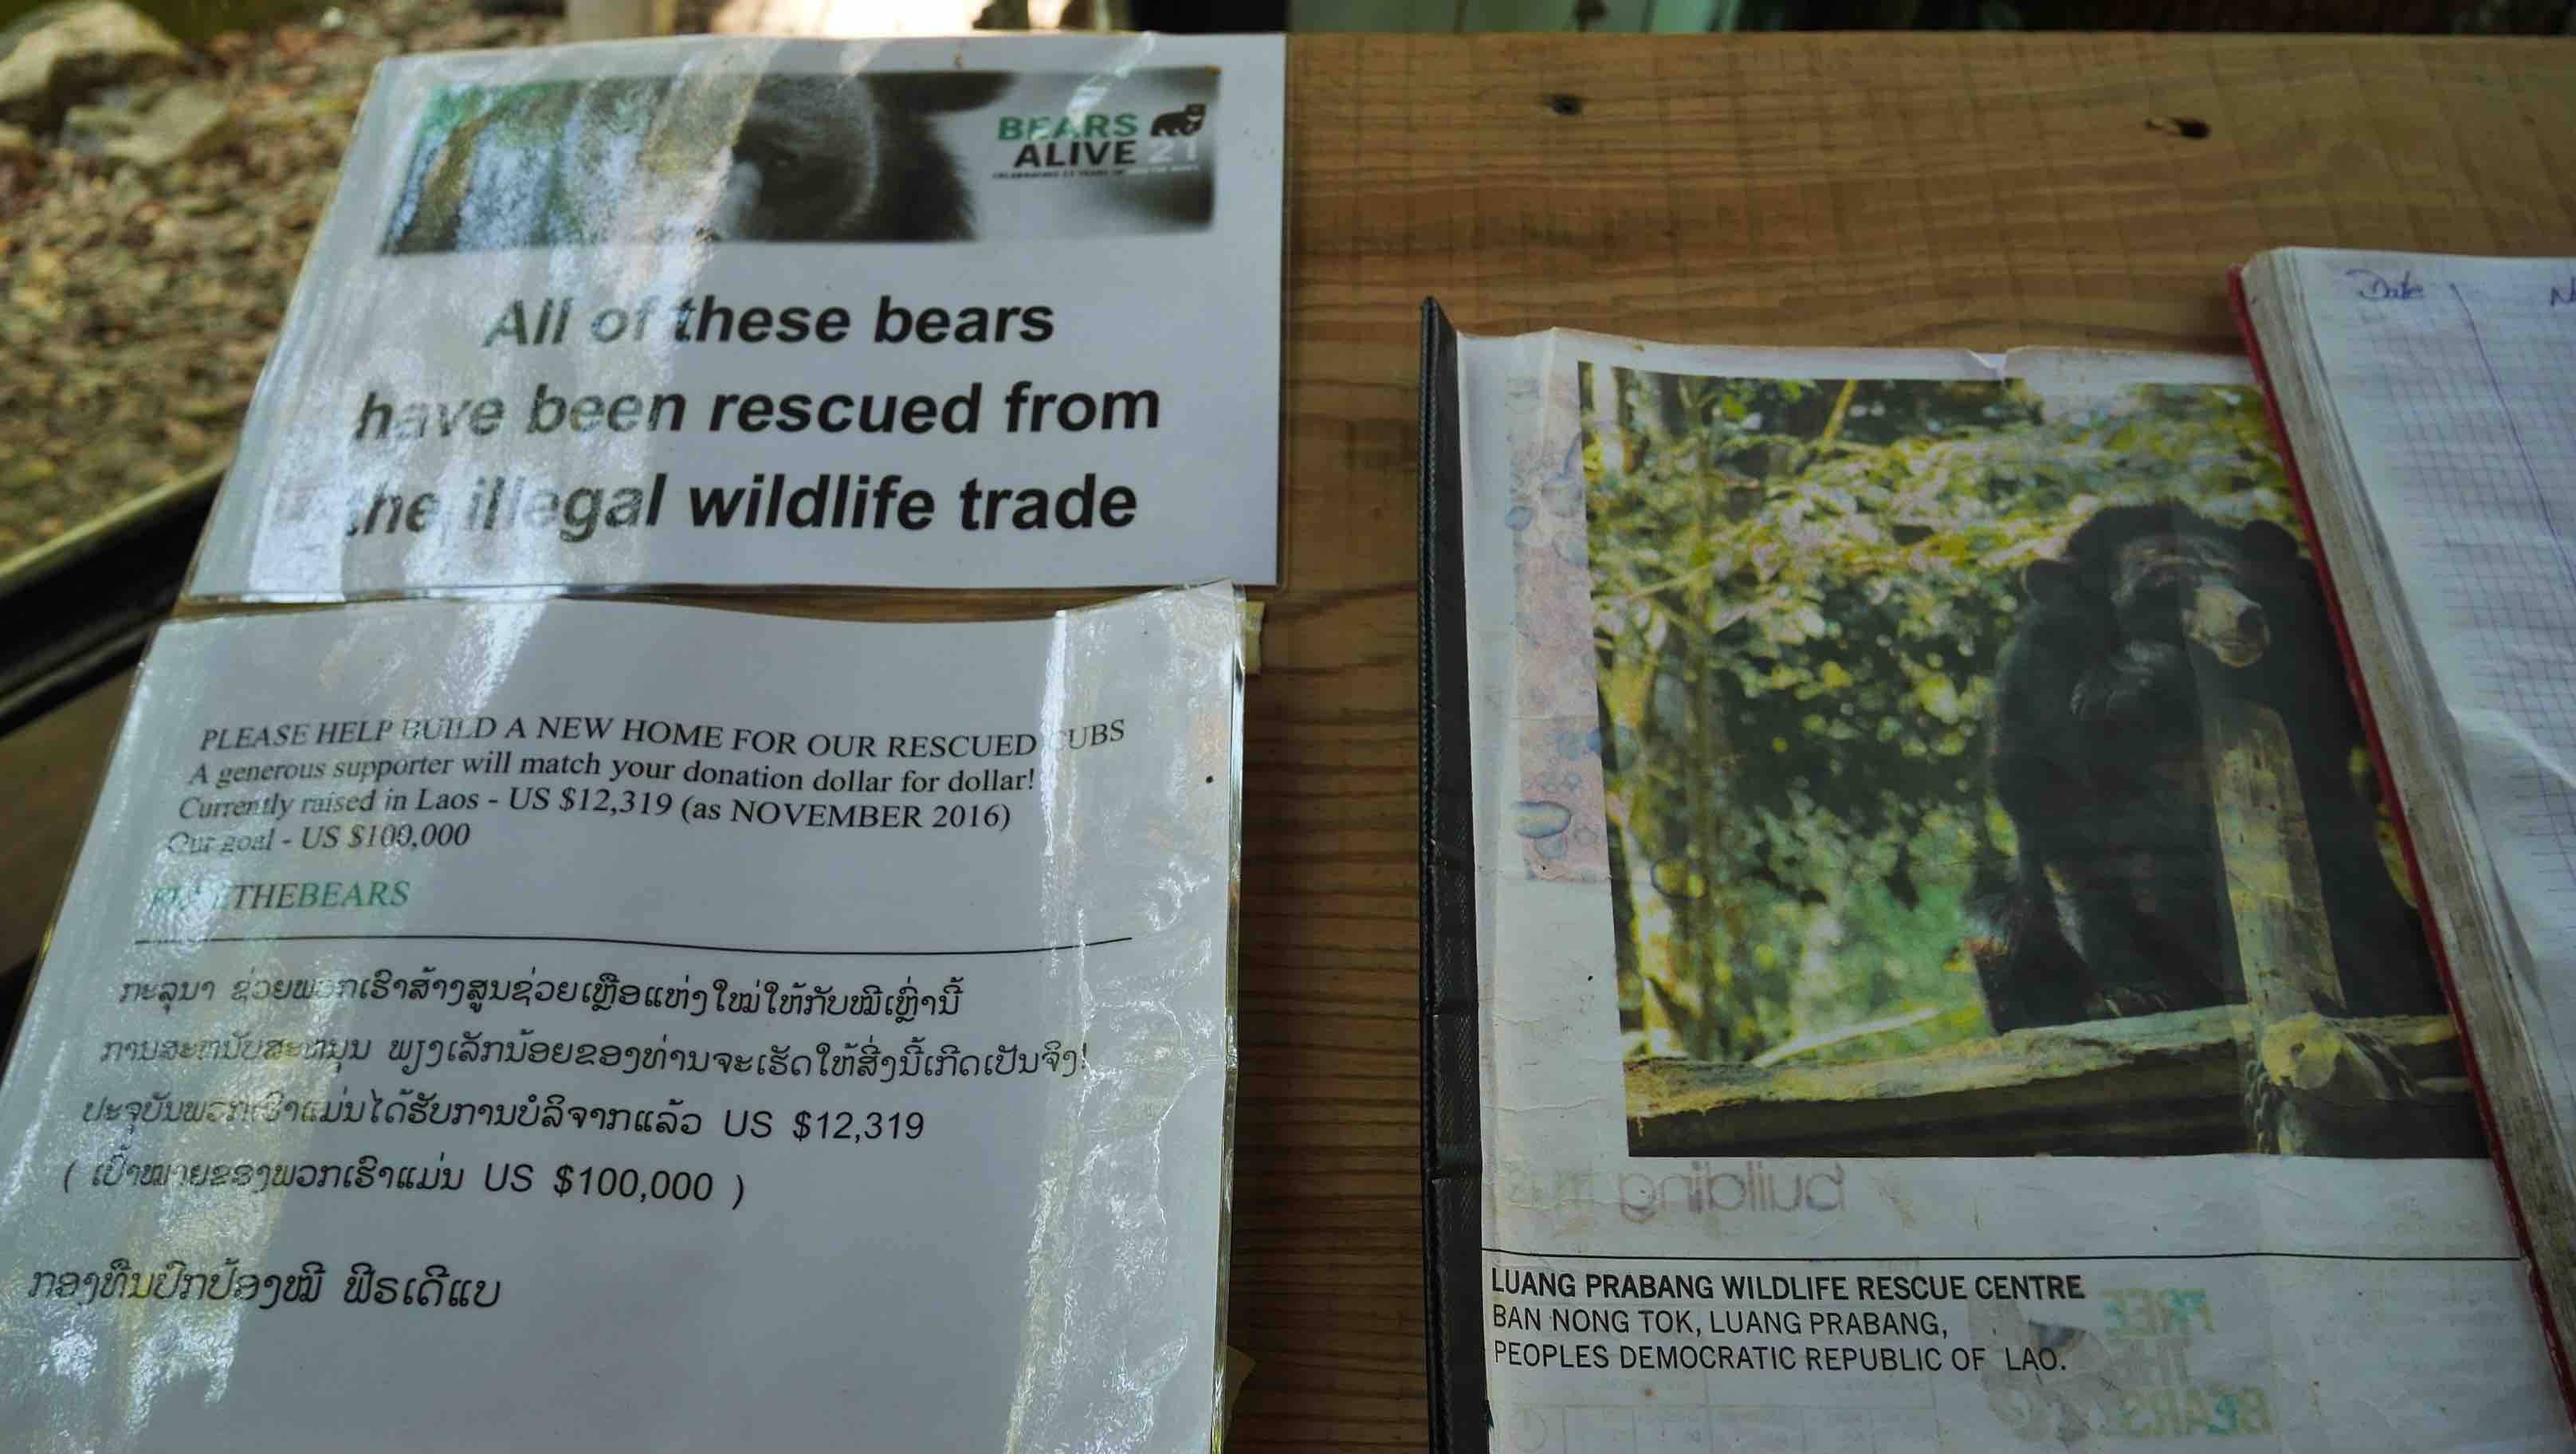 BEARS
ALIVE 21
All of these bears
have been rescued from
the illegal wildlife trade
PLEASE HELP BUILD A NEW HOME FOR OUR RESCUED CUBS
A generous supporter will match your donation dollar for dollar!
Currently raised in Laos - US $12,319 (as NOVEMBER 2016)
Our goal - US $100,000
FREETHEBEARS
ກະລຸນາ ຊ່ວຍພວກເຮົາສ້າງສູນຊ່ວຍເຫຼືອແຫ່ງໃໝ່ໃຫ້ກັບໝີເຫຼົ່ານີ້
ການສະຫນັບສະຫນຸນ ພຽງເລັກນ້ອຍຂອງທ່ານຈະເຮັດໃຫ້ສິ່ງນີ້ເກີດເປັນຈິງ!
ປະຈຸບັນພວກເຮົາແມ່ນໄດ້ຮັບການບໍລິຈາກແລ້ວ US $12,319
( ເປົ້າໝາຍຂອງພວກເຮົາແມ່ນ US $100,000 )
ກອງທຶນປົກປ້ອງໝີ ຟີຣເດີແບ
Date
building
LUANG PRABANG WILDLIFE RESCUE CENTRE
BAN NONG TOK, LUANG PRABANG,
PEOPLES DEMOCRATIC REPUBLIC OF LAO.
FREE
THE
BEARS